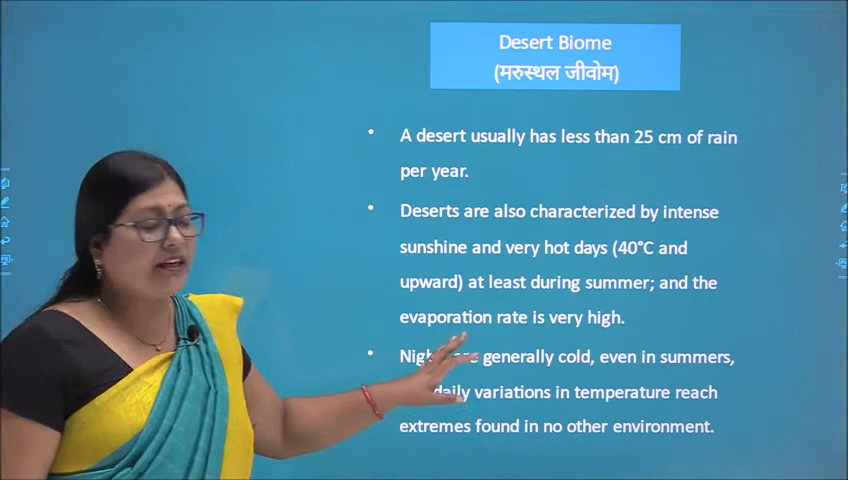 Desert Biome
(मरुस्थल जीवोम)
• A desert usually has less than 25 cm of rain
per year.
• Deserts are also characterized by intense
sunshine and very hot days (40°C and
upward) at least during summer; and the
evaporation rate is very high.
• generally cold, even in summers,
daily variations in temperature reach
extremes found in no other environment.